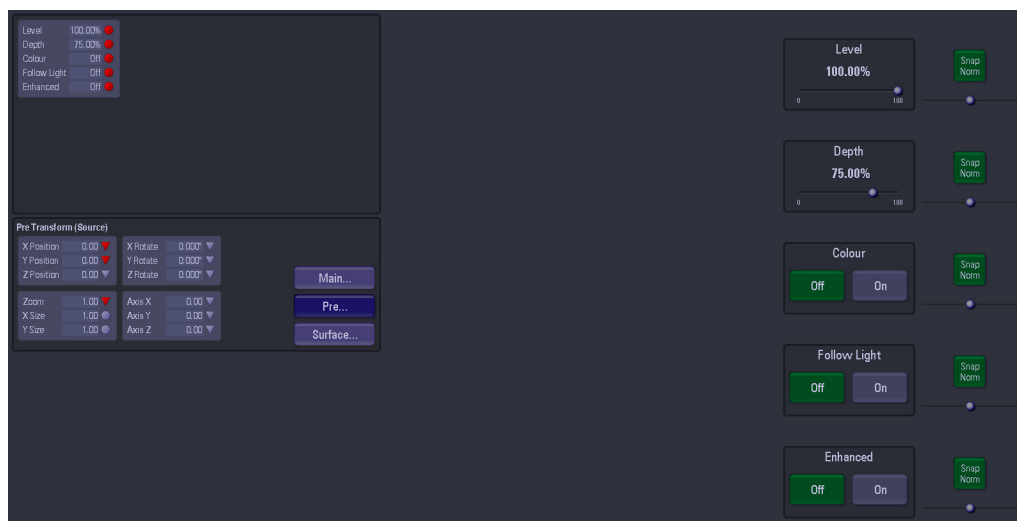 Level 100.00%
Depth 75.00%
Colour Off
Follow Light Off
Enhanced Off
Pre Transform (Source)
X Position 0.00 X Rotate 0:000°
Y Position 0.00 Y Rotate 0:000°
Z Position 0.00 Z Rotate 0:000°
Main...
Zoom 1.00 Axis X 0.00
X Size 1.00 Axis Y 0.00
Y Size 1.00 Axis Z 0.00
Pre...
Surface...
Level
100.00%
0 100
Snap
Norm
Depth
75.00%
0 100
Snap
Norm
Colour
Off On
Snap
Norm
Follow Light
Off On
Snap
Norm
Enhanced
Off On
Snap
Norm